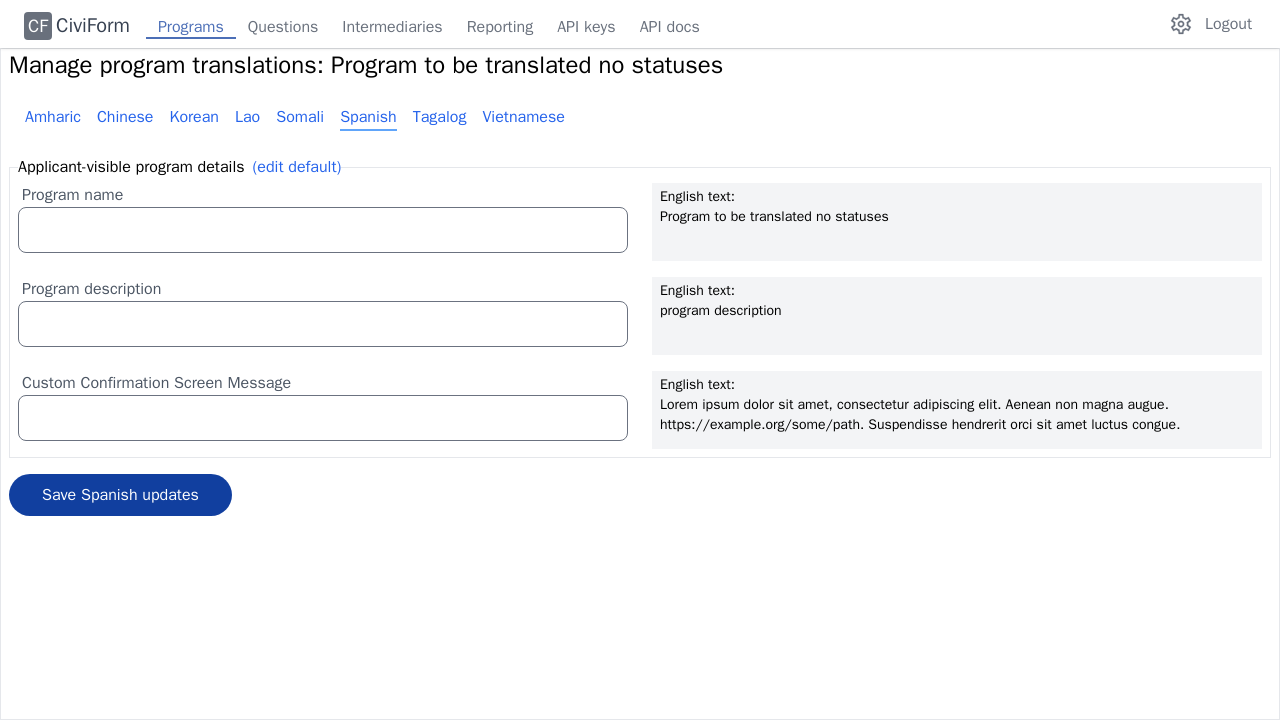 CF CiviForm Programs Questions Intermediaries Reporting API keys API docs Logout
Manage program translations: Program to be translated no statuses
Amharic Chinese Korean Lao Somali Spanish Tagalog Vietnamese
Applicant-visible program details (edit default)
Program name
English text:
Program to be translated no statuses
Program description
English text:
program description
Custom Confirmation Screen Message
English text:
Lorem ipsum dolor sit amet, consectetur adipiscing elit. Aenean non magna augue.
https://example.org/some/path. Suspendisse hendrerit orci sit amet luctus congue.
Save Spanish updates